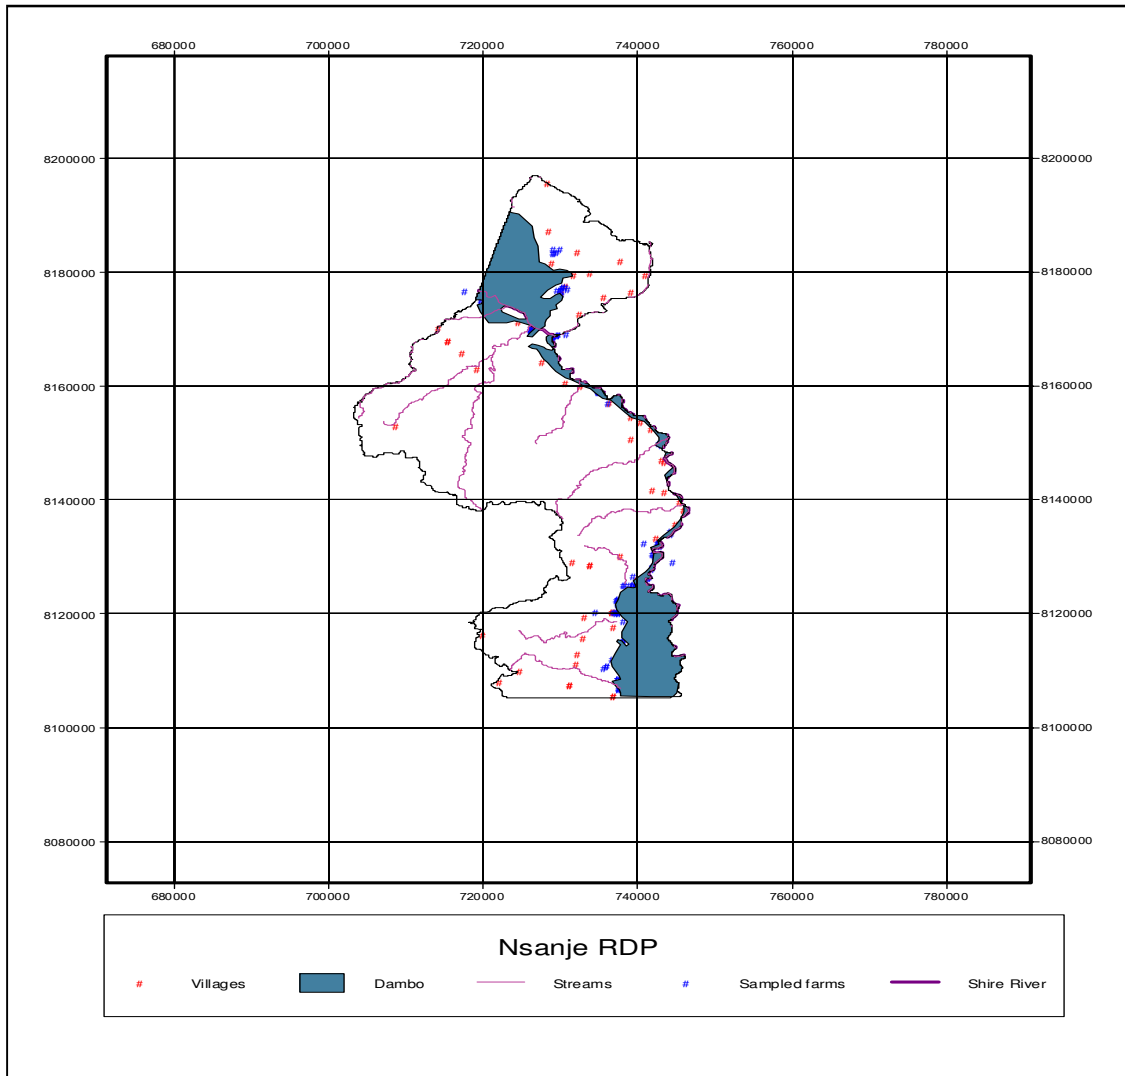 680000 700000 720000 740000 760000 780000
8200000 8200000
8180000 8180000
8160000 8160000
8140000 8140000
8120000 8120000
8100000 8100000
8080000 8080000
680000 700000 720000 740000 760000 780000
Nsanje RDP
# Villages Dambo Streams # Sampled farms Shire River